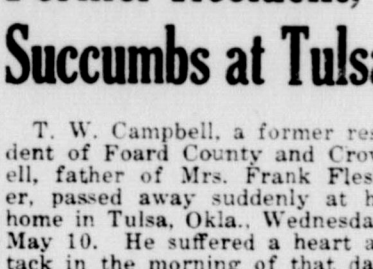 Succumbs at Tulsa
T. W. Campbell, a former res
dent of Foard County and Crow
ell, father of Mrs. Frank Fles
er, passed away suddenly at h
home in Tulsa, Okla., Wednesda
May 10. He suffered a heart a
tack in the morning of that da